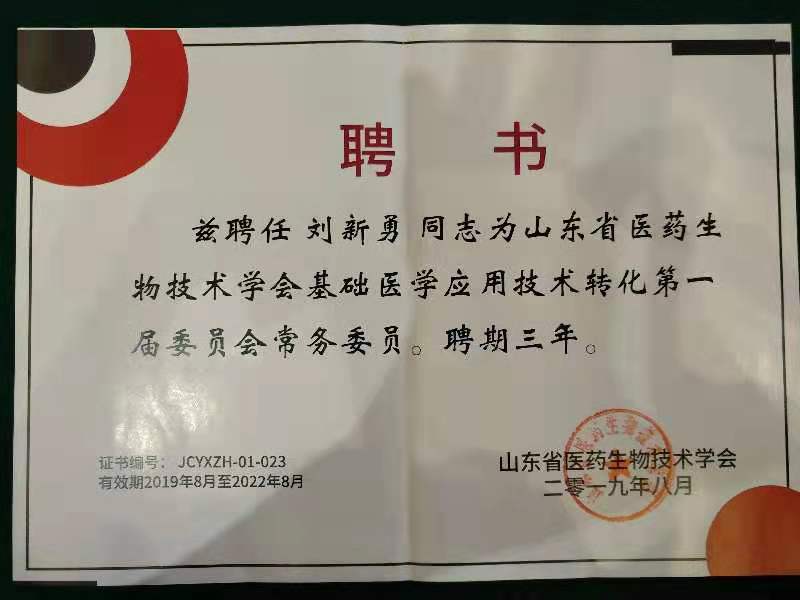 聘 书
兹聘任 刘新勇 同志为山东省医药生
物技术学会基础医学应用技术转化第一
届委员会常务委员。聘期三年。
证书编号: JCYXZH-01-023
有效期2019年8月至2022年8月
山东省医药生物技术学会
二零一九年八月